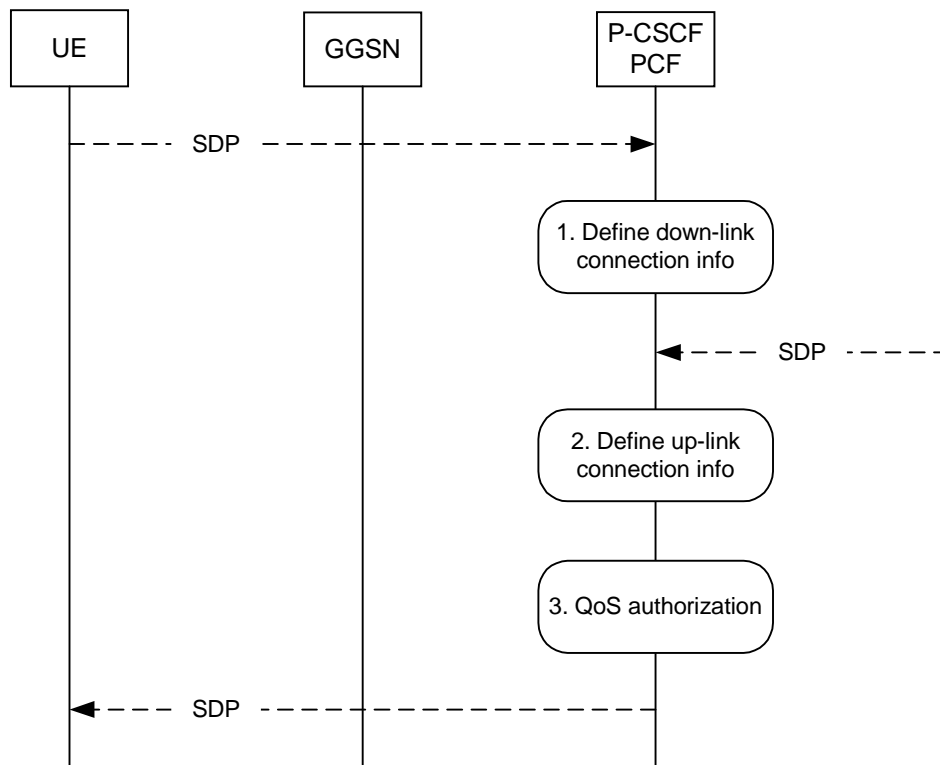 UE
GGSN
P-CSCF
PCF
SDP
1. Define down-link
connection info
SDP
2. Define up-link
connection info
3. QoS authorization
SDP